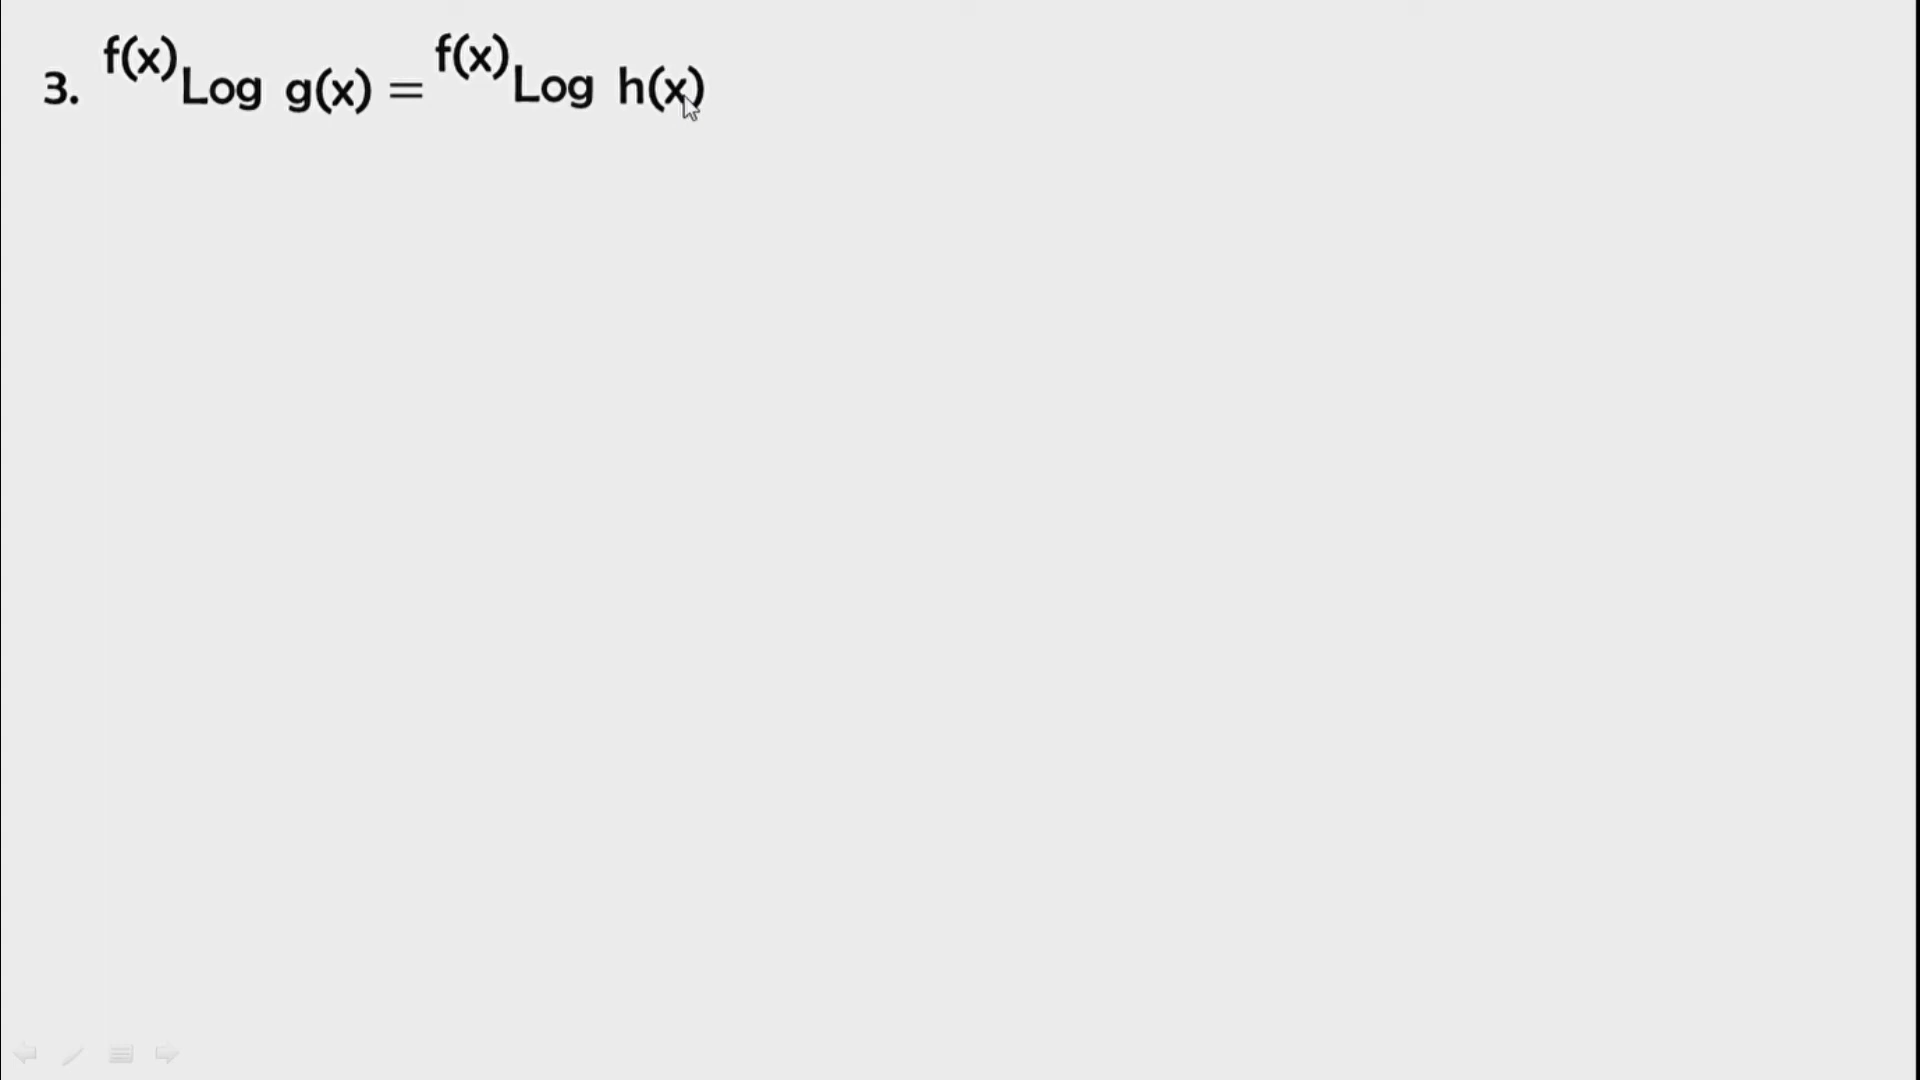 3. f(x)Log g(x) = f(x)Log h(x)